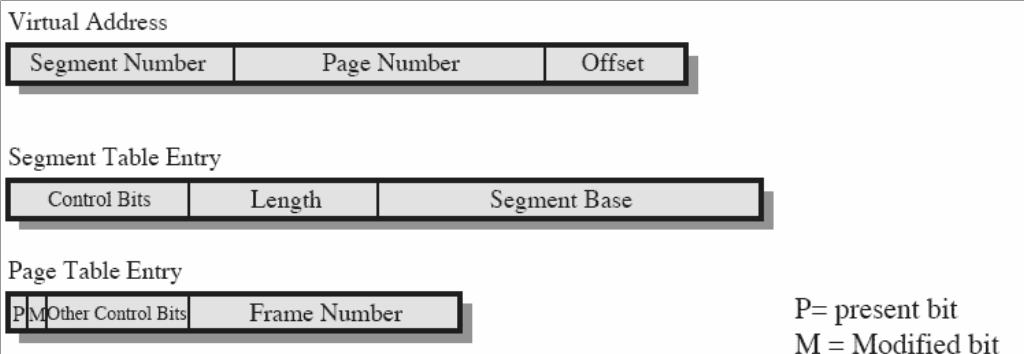 Virtual Address
Segment Number Page Number Offset
Segment Table Entry
Control Bits Length Segment Base
Page Table Entry
P M Other Control Bits Frame Number
P= present bit
M = Modified bit